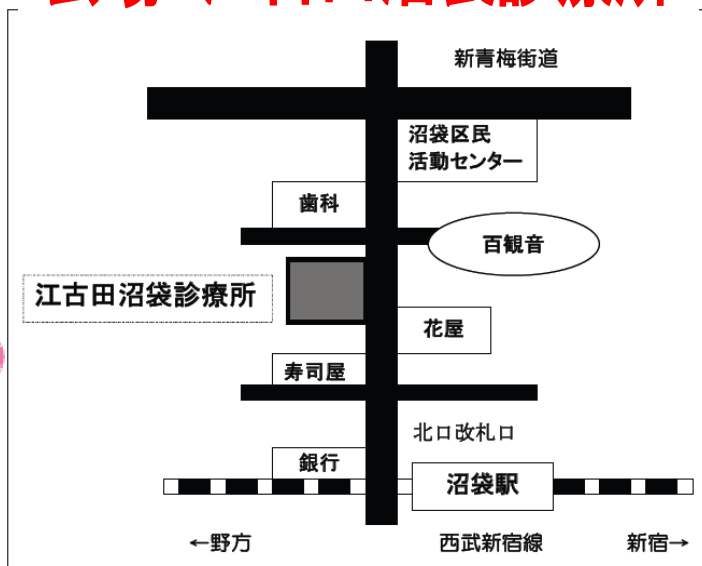 新青梅街道
沼袋区民
活動センター
歯科
百観音
江古田沼袋診療所
花屋
寿司屋
北口改札口
銀行
沼袋駅
←野方
西武新宿線
新宿→